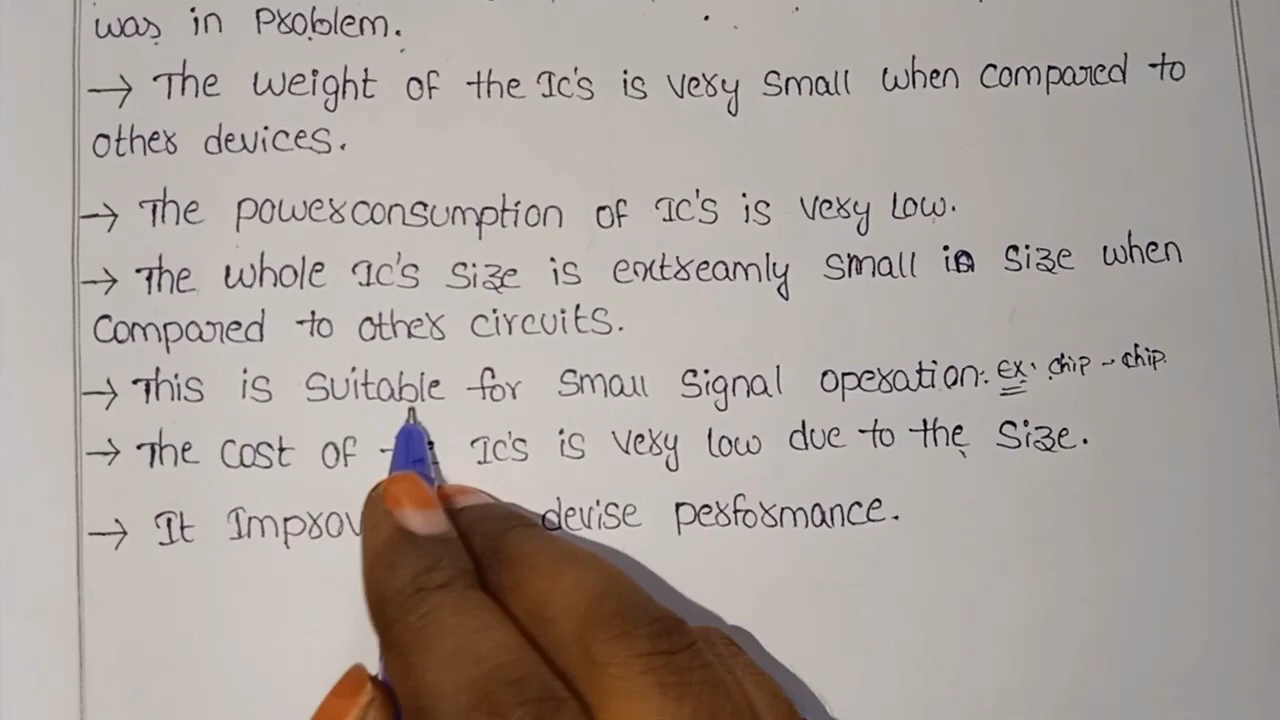 was in Problem.
→ The weight of the Ic's is very small when compared to
other devices.
→ The powerconsumption of IC's is very Low.
→ The whole IC's size is extreamly small in size when
compared to other circuits.
→ This is suitable for small signal operation. ex. chip - chip.
→ The cost of IC's is very low due to the size.
→ It devise performance.